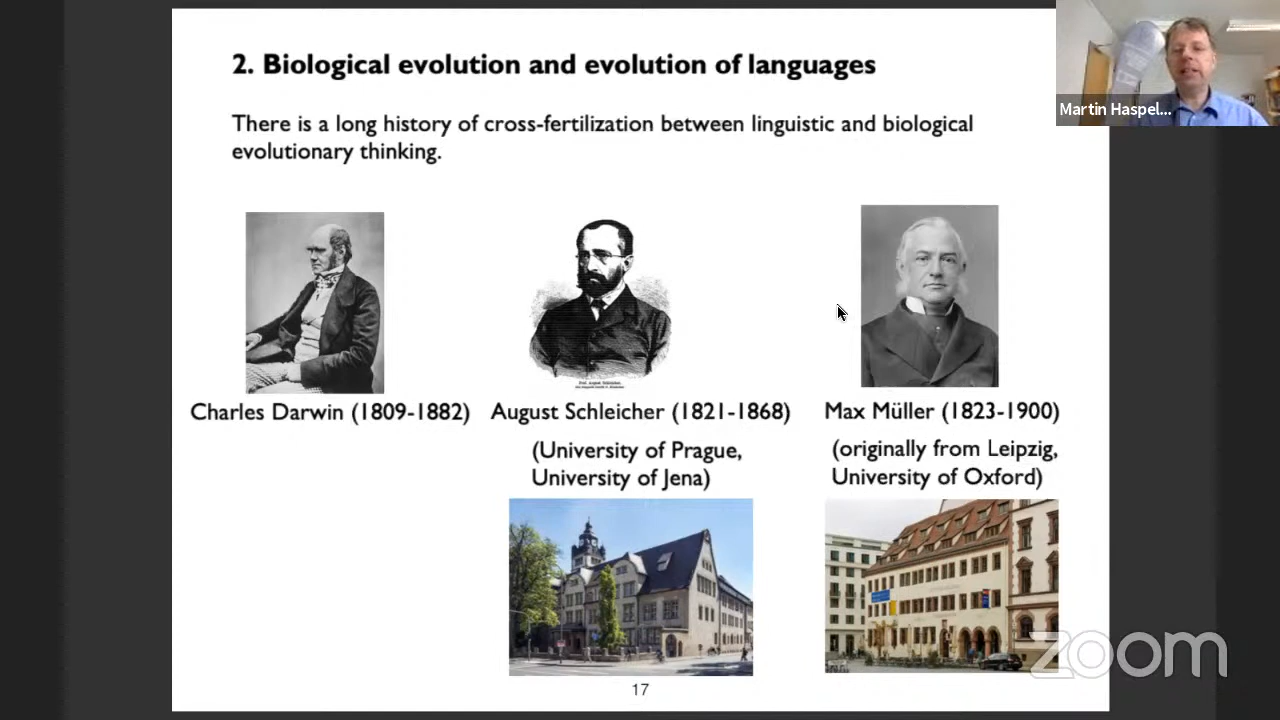 2. Biological evolution and evolution of languages
There is a long history of cross-fertilization between linguistic and biological
evolutionary thinking.
Martin Haspel...
Charles Darwin (1809-1882)
August Schleicher (1821-1868)
Max Müller (1823-1900)
(University of Prague,
University of Jena)
(originally from Leipzig,
University of Oxford)
zoom
17